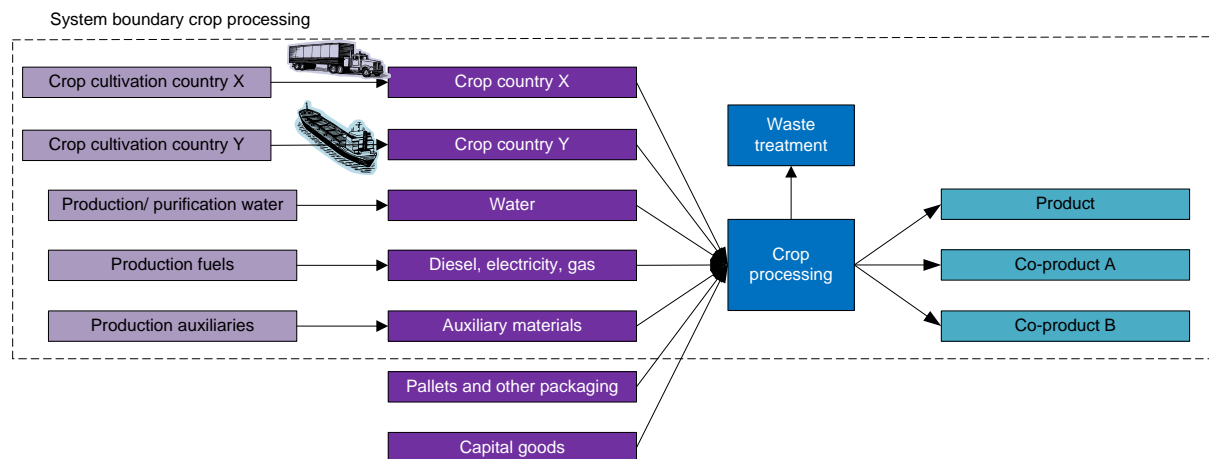 System boundary crop processing
Crop cultivation country X
Crop country X
Crop cultivation country Y
Crop country Y
Waste
treatment
Production/ purification water
Water
Product
Production fuels
Diesel, electricity, gas
Crop
processing
Co-product A
Production auxiliaries
Auxiliary materials
Co-product B
Pallets and other packaging
Capital goods